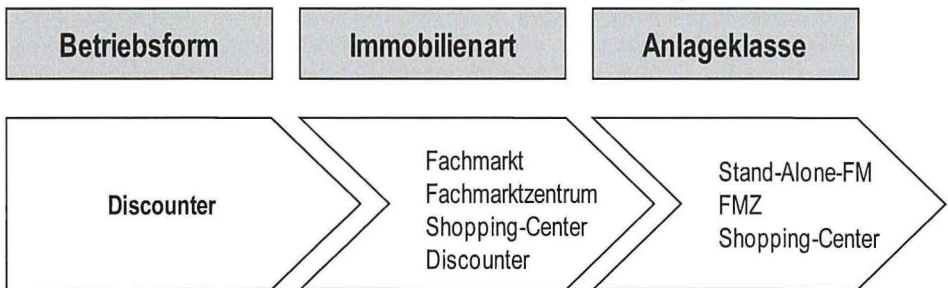 Betriebsform
Immobilienart
Anlageklasse
Discounter
Fachmarkt
Fachmarktzentrum
Shopping-Center
Discounter
Stand-Alone-FM
FMZ
Shopping-Center